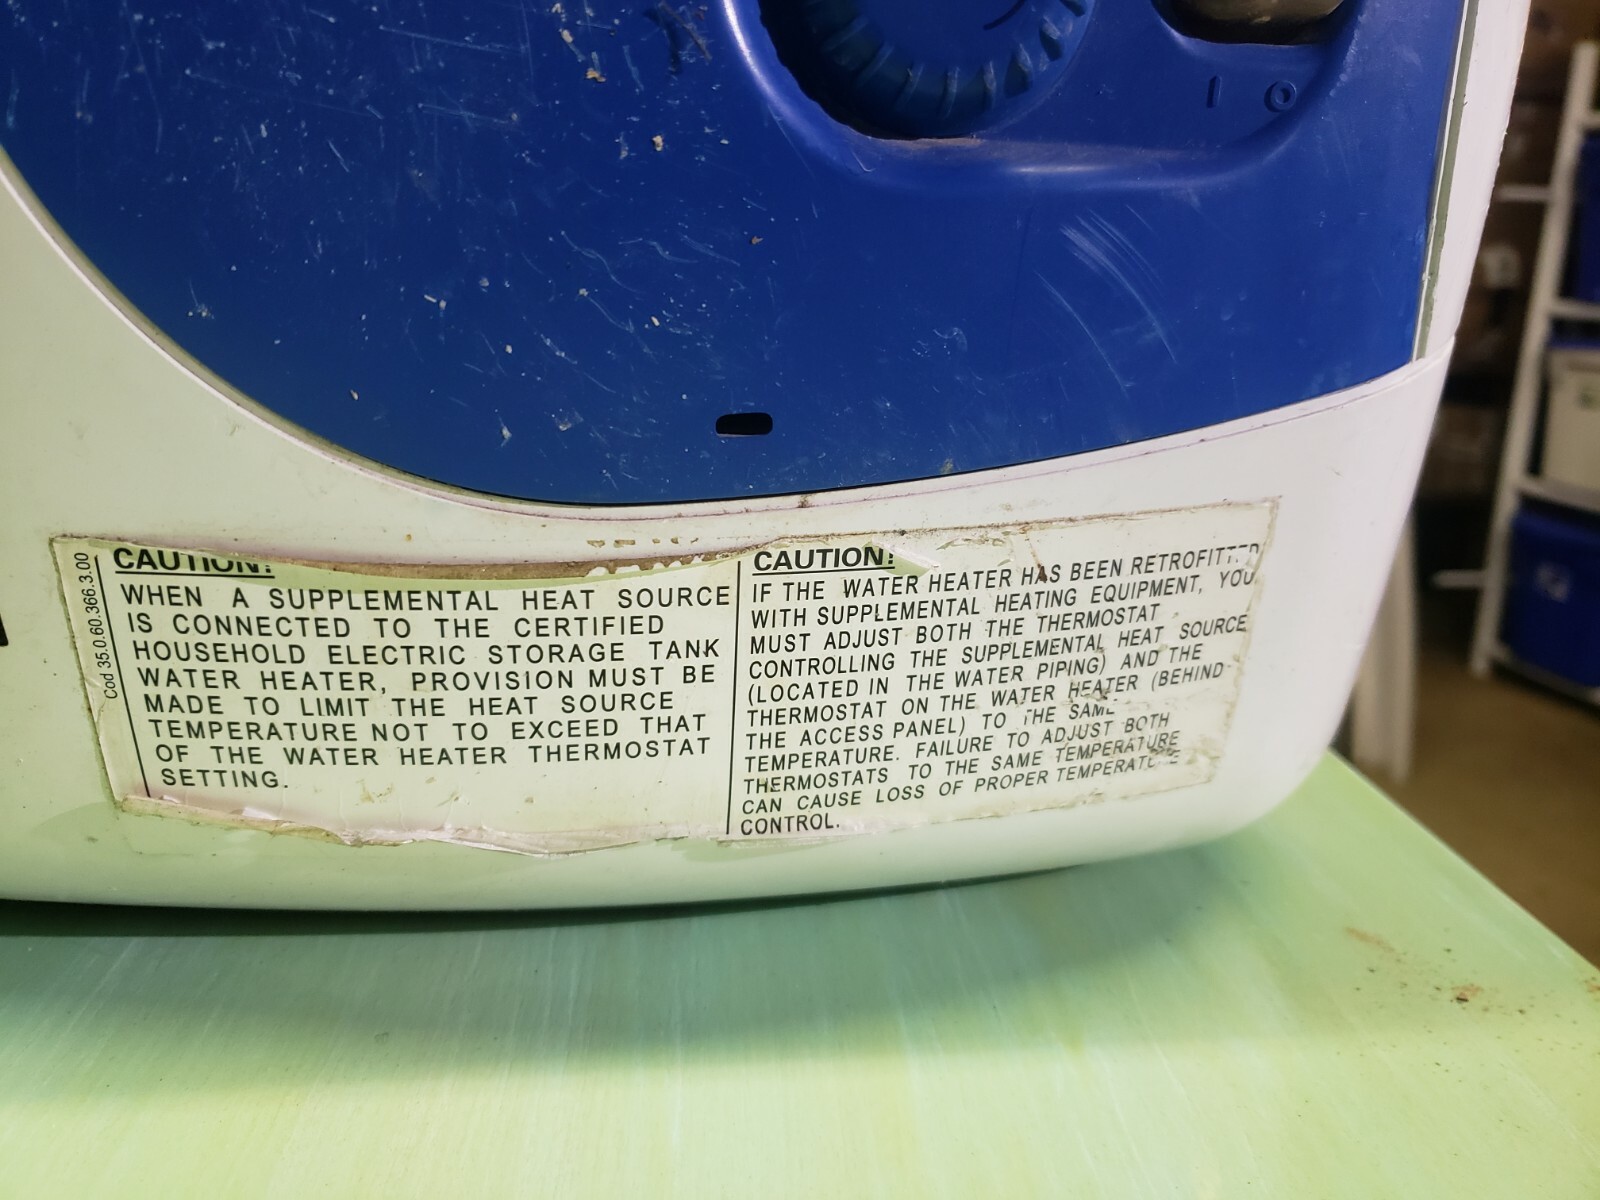 I O
Cod 35.0.60.366.3.00
CAUTION!
WHEN A SUPPLEMENTAL HEAT SOURCE
IS CONNECTED TO THE CERTIFIED
HOUSEHOLD ELECTRIC STORAGE TANK
WATER HEATER, PROVISION MUST BE
MADE TO LIMIT THE HEAT SOURCE
TEMPERATURE NOT TO EXCEED THAT
OF THE WATER HEATER THERMOSTAT
SETTING.
CAUTION!
IF THE WATER HEATER HAS BEEN RETROFITTED
WITH SUPPLEMENTAL HEATING EQUIPMENT, YOU
MUST ADJUST BOTH THE THERMOSTAT
CONTROLLING THE SUPPLEMENTAL HEAT SOURCE
(LOCATED IN THE WATER PIPING) AND THE
THERMOSTAT ON THE WATER HEATER (BEHIND
THE ACCESS PANEL) TO THE SAME
TEMPERATURE. FAILURE TO ADJUST BOTH
THERMOSTATS TO THE SAME TEMPERATURE
CAN CAUSE LOSS OF PROPER TEMPERATURE
CONTROL.